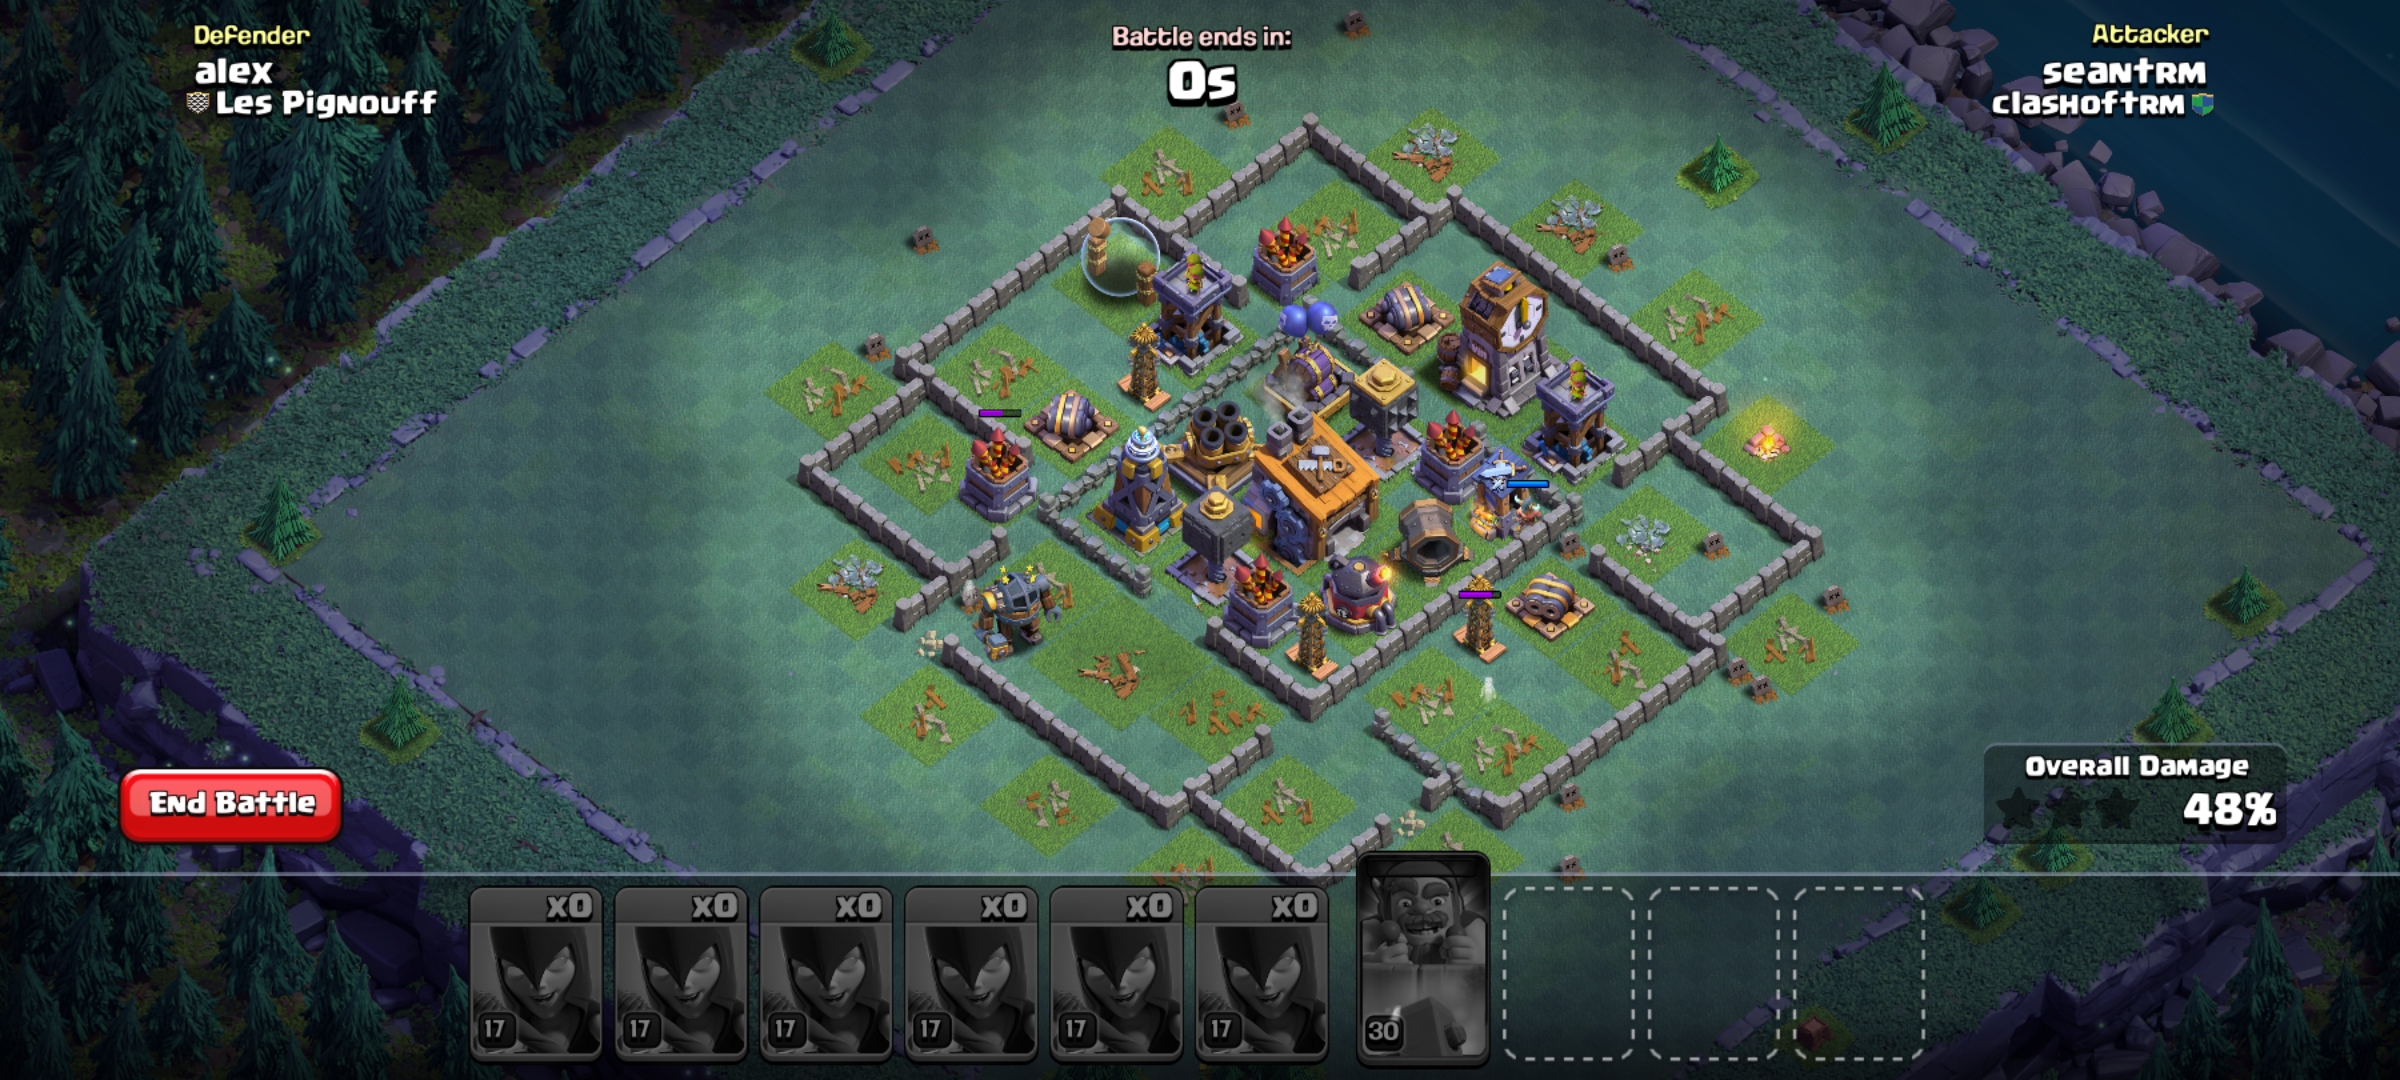 Defender
alex
Les Pignouff
Battle ends in:
0s
Attacker
seantRM
clashoftRM
End Battle
Overall Damage
48%
x0 x0 x0 x0 x0 x0
17 17 17 17 17 17 30